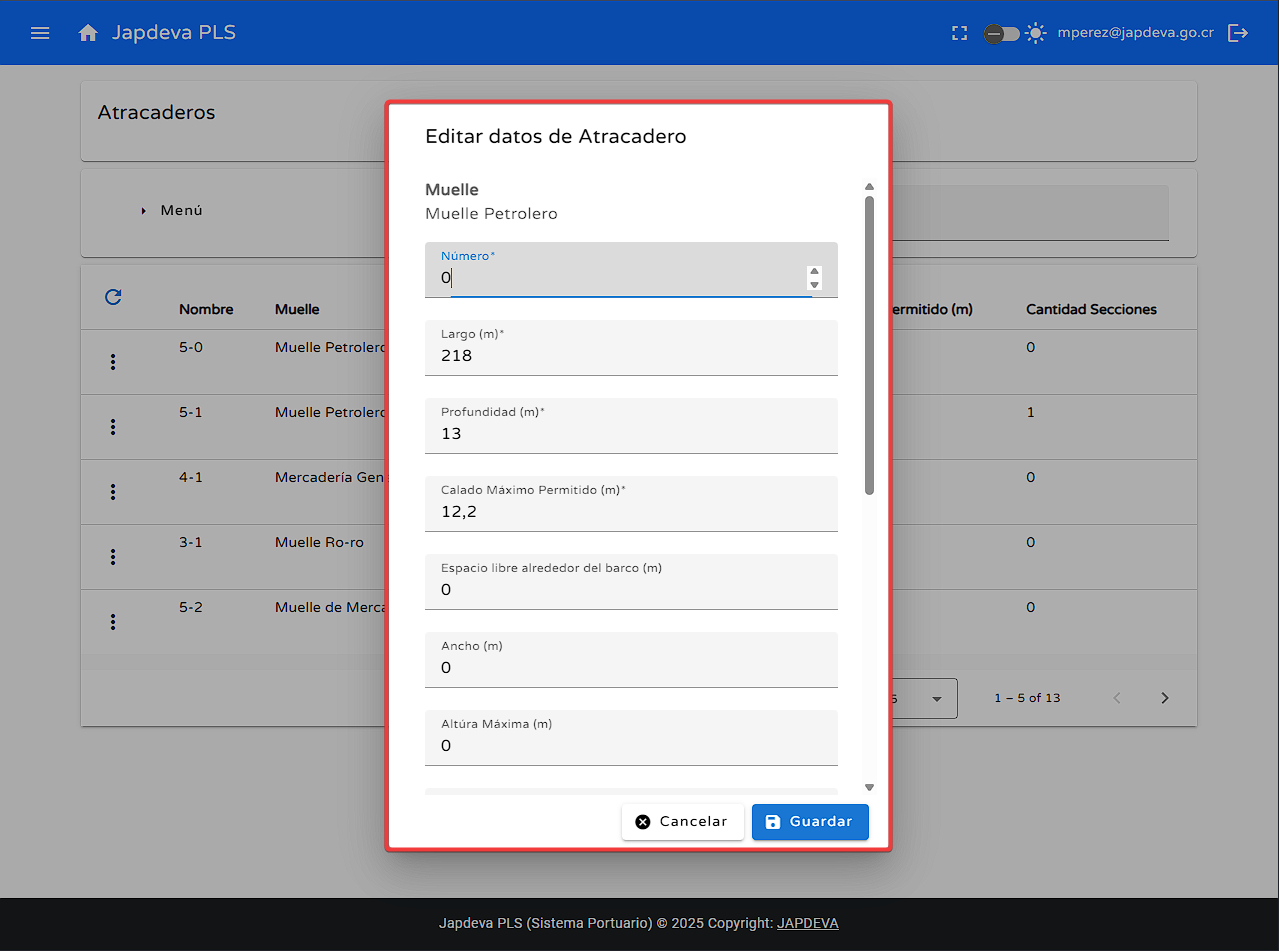 Japdeva PLS
mperez@japdeva.go.cr
Atracaderos
Menú
Editar datos de Atracadero
Muelle
Muelle Petrolero
Número*
0
Largo (m)*
218
Profundidad (m)*
13
Calado Máximo Permitido (m)*
12,2
Espacio libre alrededor del barco (m)
0
Ancho (m)
0
Altúra Máxima (m)
0
Cancelar Guardar
Nombre Muelle ermitido (m) Cantidad Secciones
5-0 Muelle Petrolero 0
5-1 Muelle Petrolero 1
4-1 Mercadería Gen 0
3-1 Muelle Ro-ro 0
5-2 Muelle de Merca 0
5 1 – 5 of 13
Japdeva PLS (Sistema Portuario) © 2025 Copyright: JAPDEVA